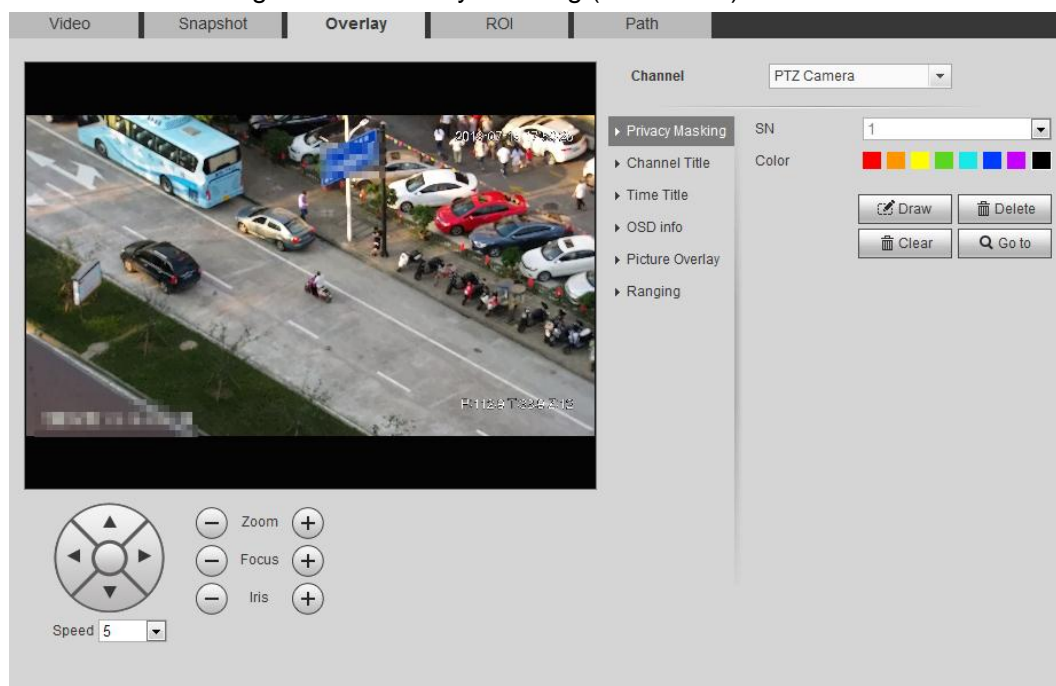 Video Snapshot Overlay ROI Path
Channel PTZ Camera
Privacy Masking
Channel Title
Time Title
OSD info
Picture Overlay
Ranging
SN 1
Color
Draw Delete
Clear Go to
Zoom
Focus
Iris
Speed 5